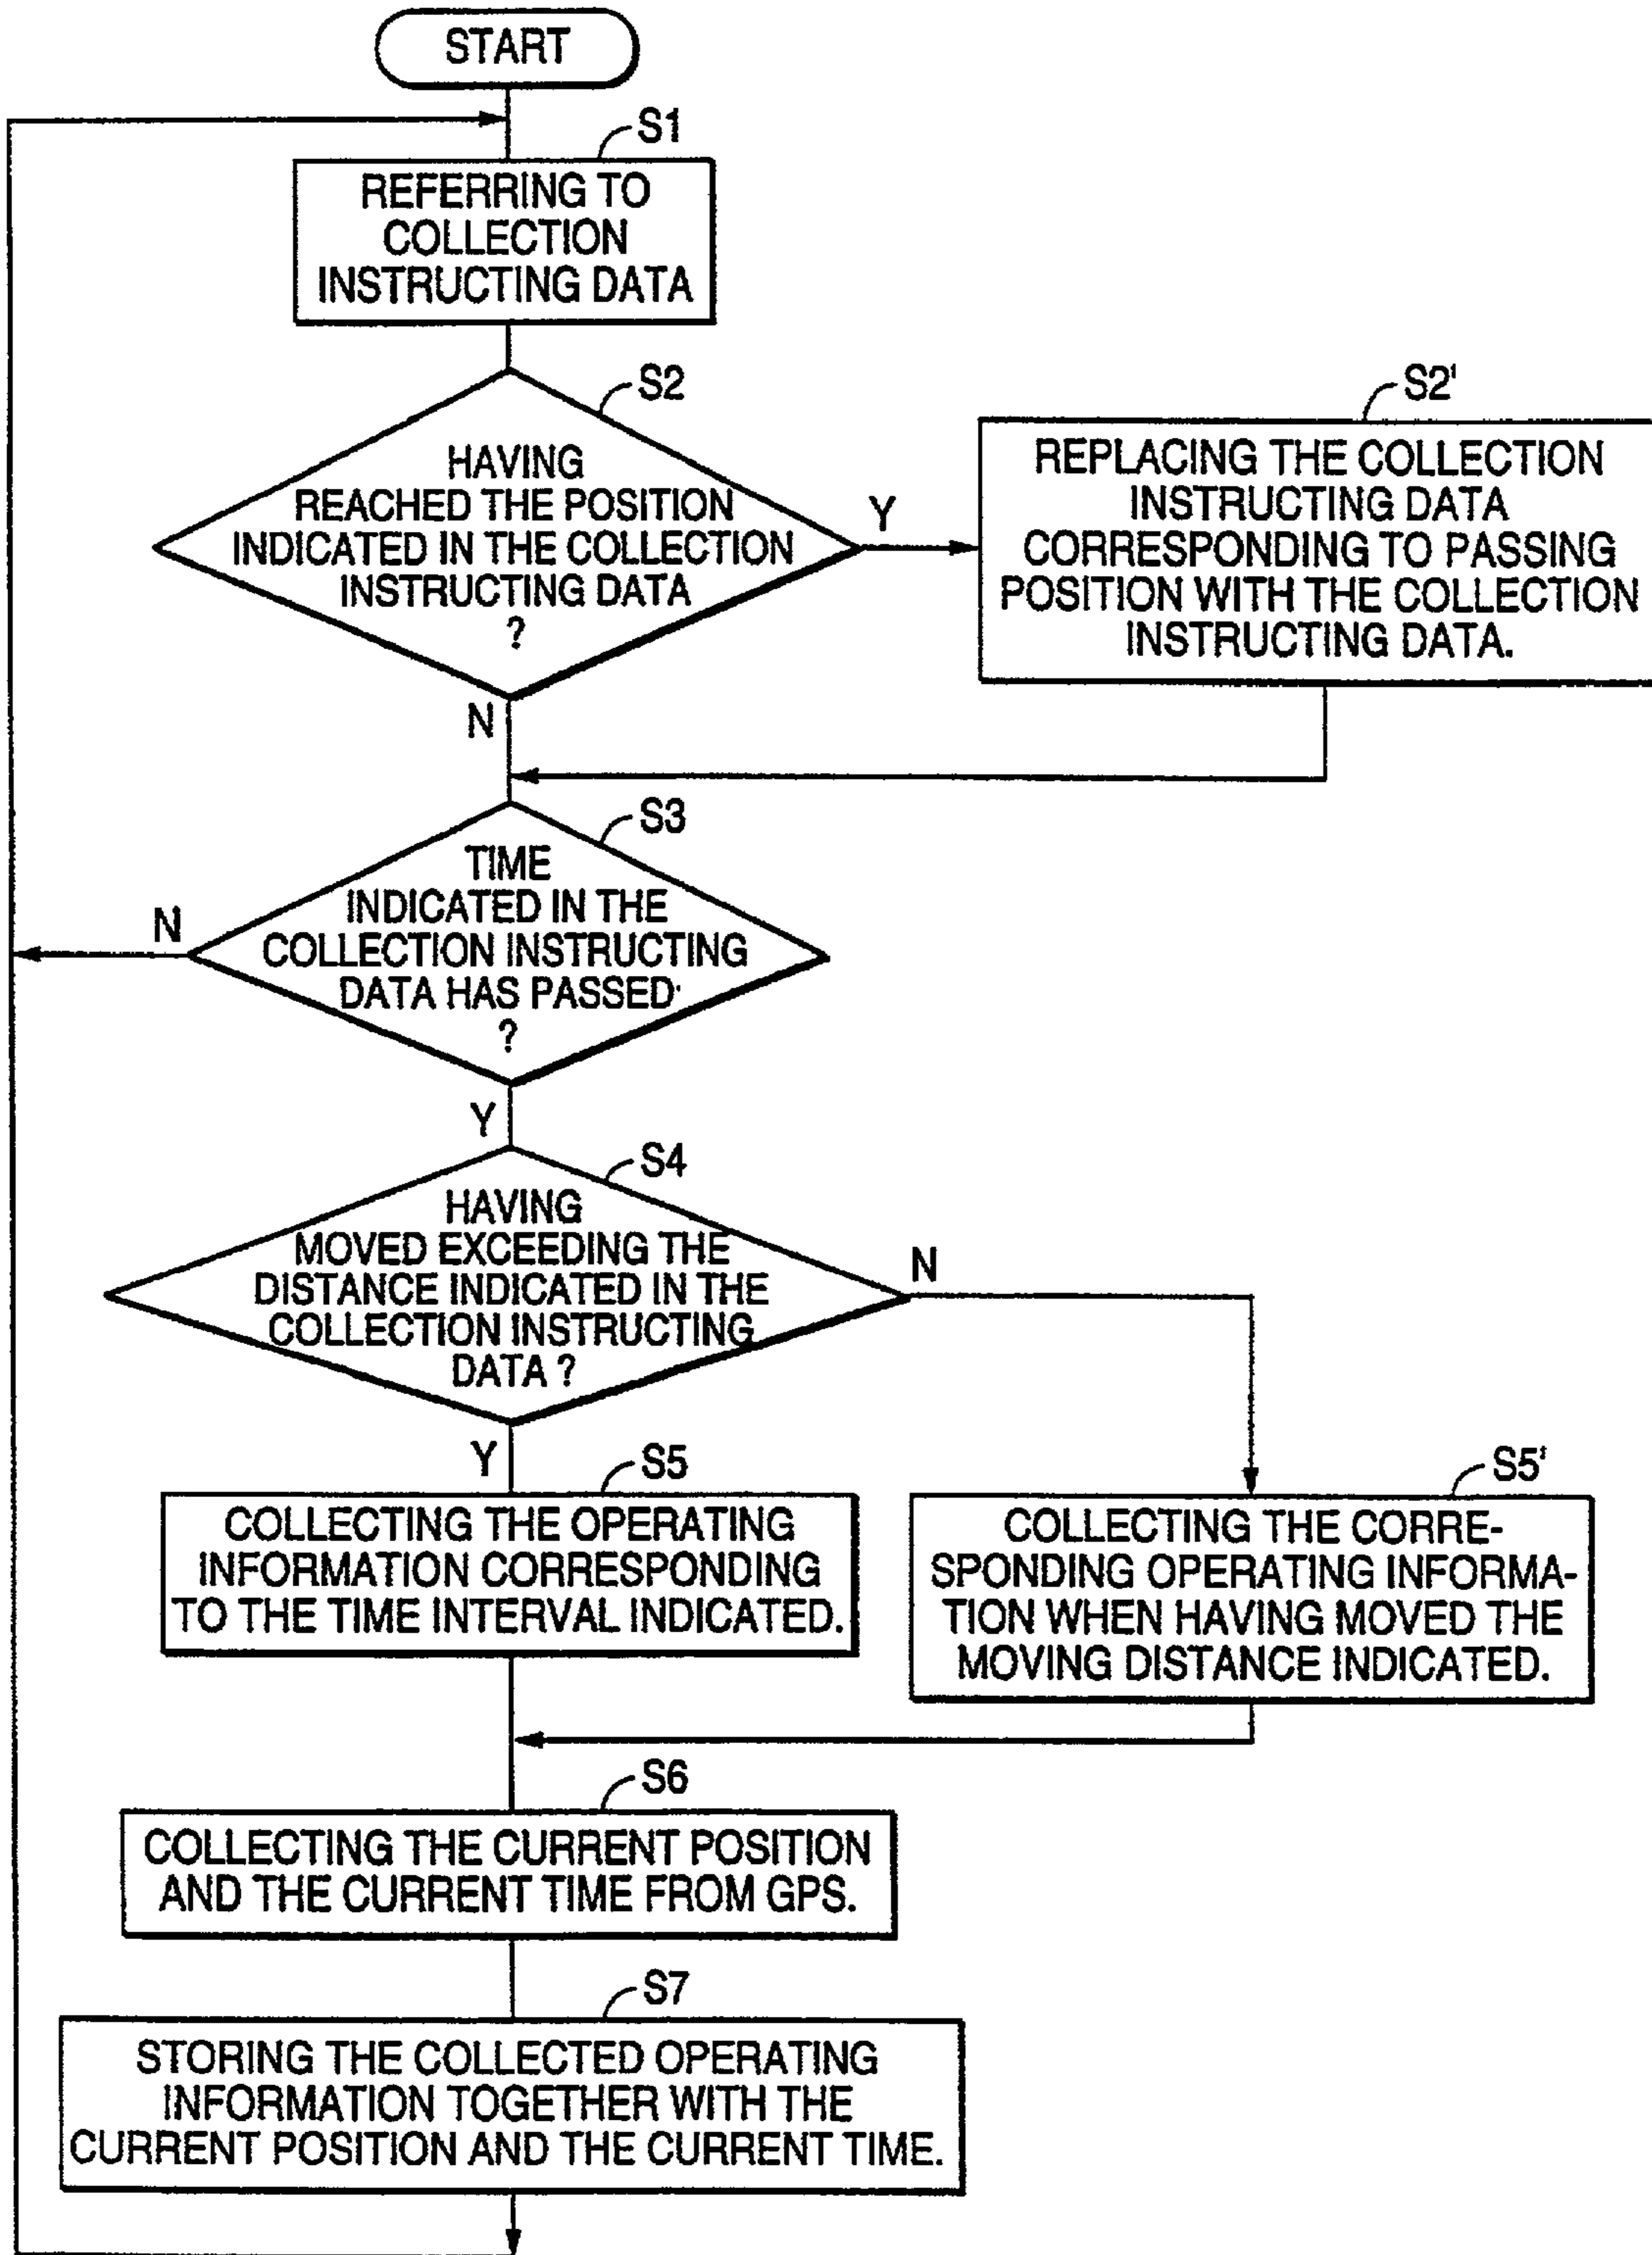 START
S1
REFERRING TO
COLLECTION
INSTRUCTING DATA
S2
HAVING
REACHED THE POSITION
INDICATED IN THE COLLECTION
INSTRUCTING DATA
?
Y
N
S2'
REPLACING THE COLLECTION
INSTRUCTING DATA
CORRESPONDING TO PASSING
POSITION WITH THE COLLECTION
INSTRUCTING DATA.
S3
TIME
INDICATED IN THE
COLLECTION INSTRUCTING
DATA HAS PASSED
?
N
Y
S4
HAVING
MOVED EXCEEDING THE
DISTANCE INDICATED IN THE
COLLECTION INSTRUCTING
DATA ?
N
Y
S5
COLLECTING THE OPERATING
INFORMATION CORRESPONDING
TO THE TIME INTERVAL INDICATED.
S5'
COLLECTING THE CORRE-
SPONDING OPERATING INFORMA-
TION WHEN HAVING MOVED THE
MOVING DISTANCE INDICATED.
S6
COLLECTING THE CURRENT POSITION
AND THE CURRENT TIME FROM GPS.
S7
STORING THE COLLECTED OPERATING
INFORMATION TOGETHER WITH THE
CURRENT POSITION AND THE CURRENT TIME.